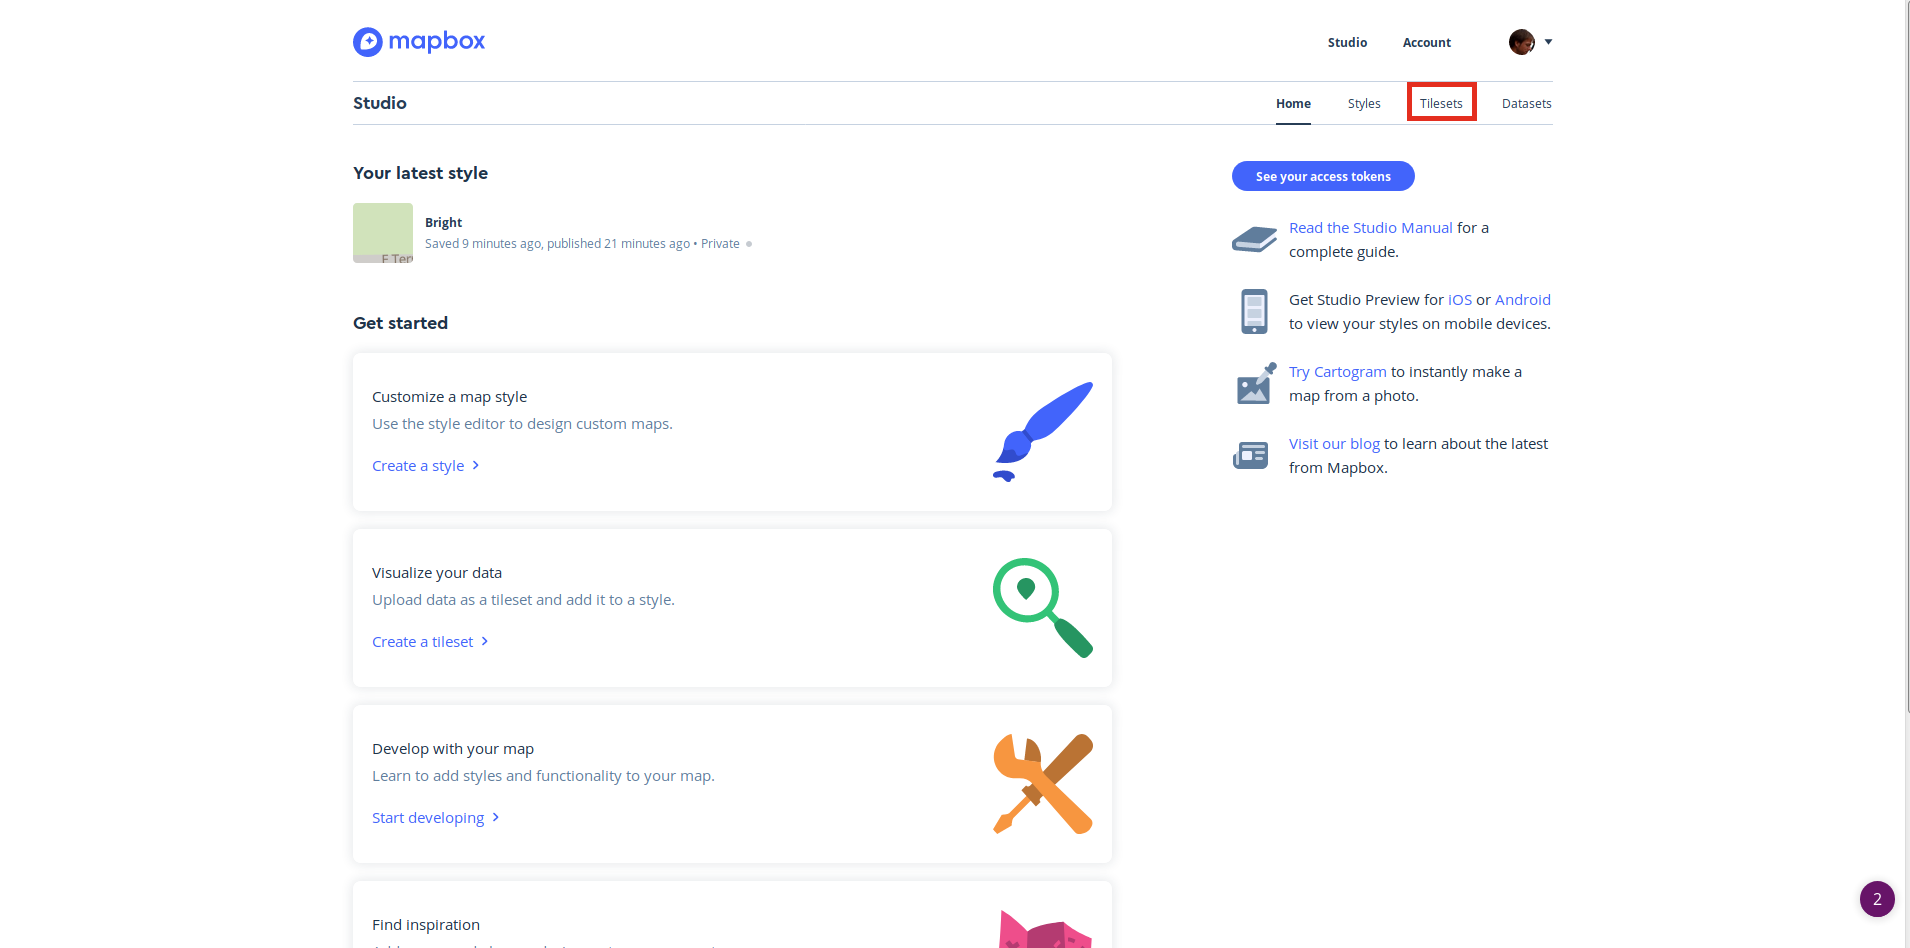 mapbox
Studio
Account
Studio
Home
Styles
Tilesets
Datasets
Your latest style
Bright
Saved 9 minutes ago, published 21 minutes ago • Private
F Ter
Get started
Customize a map style
Use the style editor to design custom maps.
Create a style
Visualize your data
Upload data as a tileset and add it to a style.
Create a tileset
Develop with your map
Learn to add styles and functionality to your map.
Start developing
Find inspiration
See your access tokens
Read the Studio Manual for a
complete guide.
Get Studio Preview for iOS or Android
to view your styles on mobile devices.
Try Cartogram to instantly make a
map from a photo.
Visit our blog to learn about the latest
from Mapbox.
2